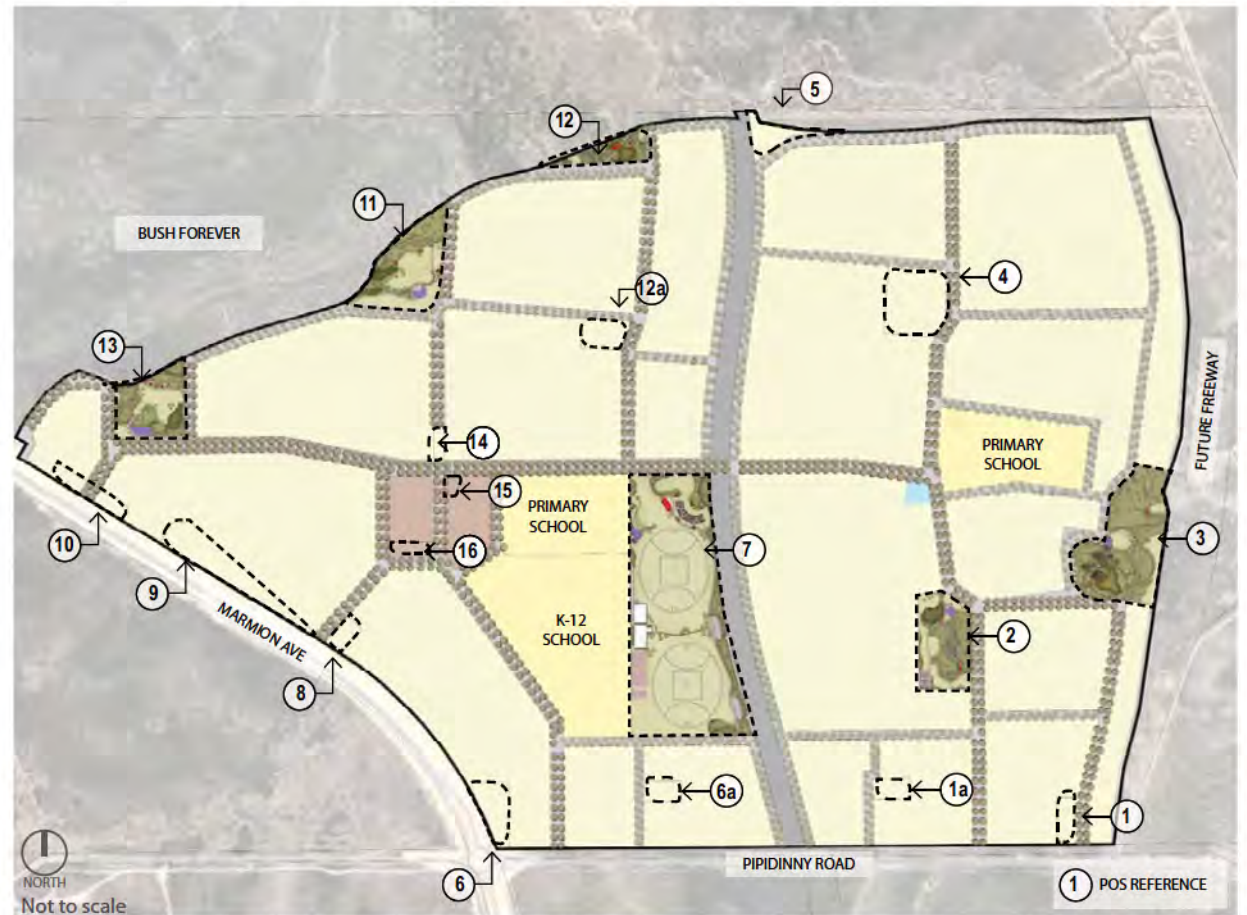 5
12
11
BUSH FOREVER
12a
4
13
FUTURE FREEWAY
14
PRIMARY
SCHOOL
15
PRIMARY
SCHOOL
10
16
7
3
9
MARMION AVE
K-12
SCHOOL
2
8
6a
1a
1
NORTH
Not to scale
6
PIPIDINNY ROAD
1 POS REFERENCE